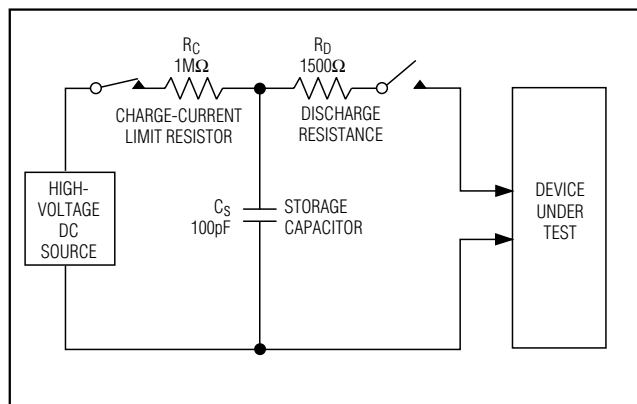 RC
1MΩ
CHARGE-CURRENT
LIMIT RESISTOR
RD
1500Ω
DISCHARGE
RESISTANCE
HIGH-
VOLTAGE
DC
SOURCE
CS
100pF
STORAGE
CAPACITOR
DEVICE
UNDER
TEST